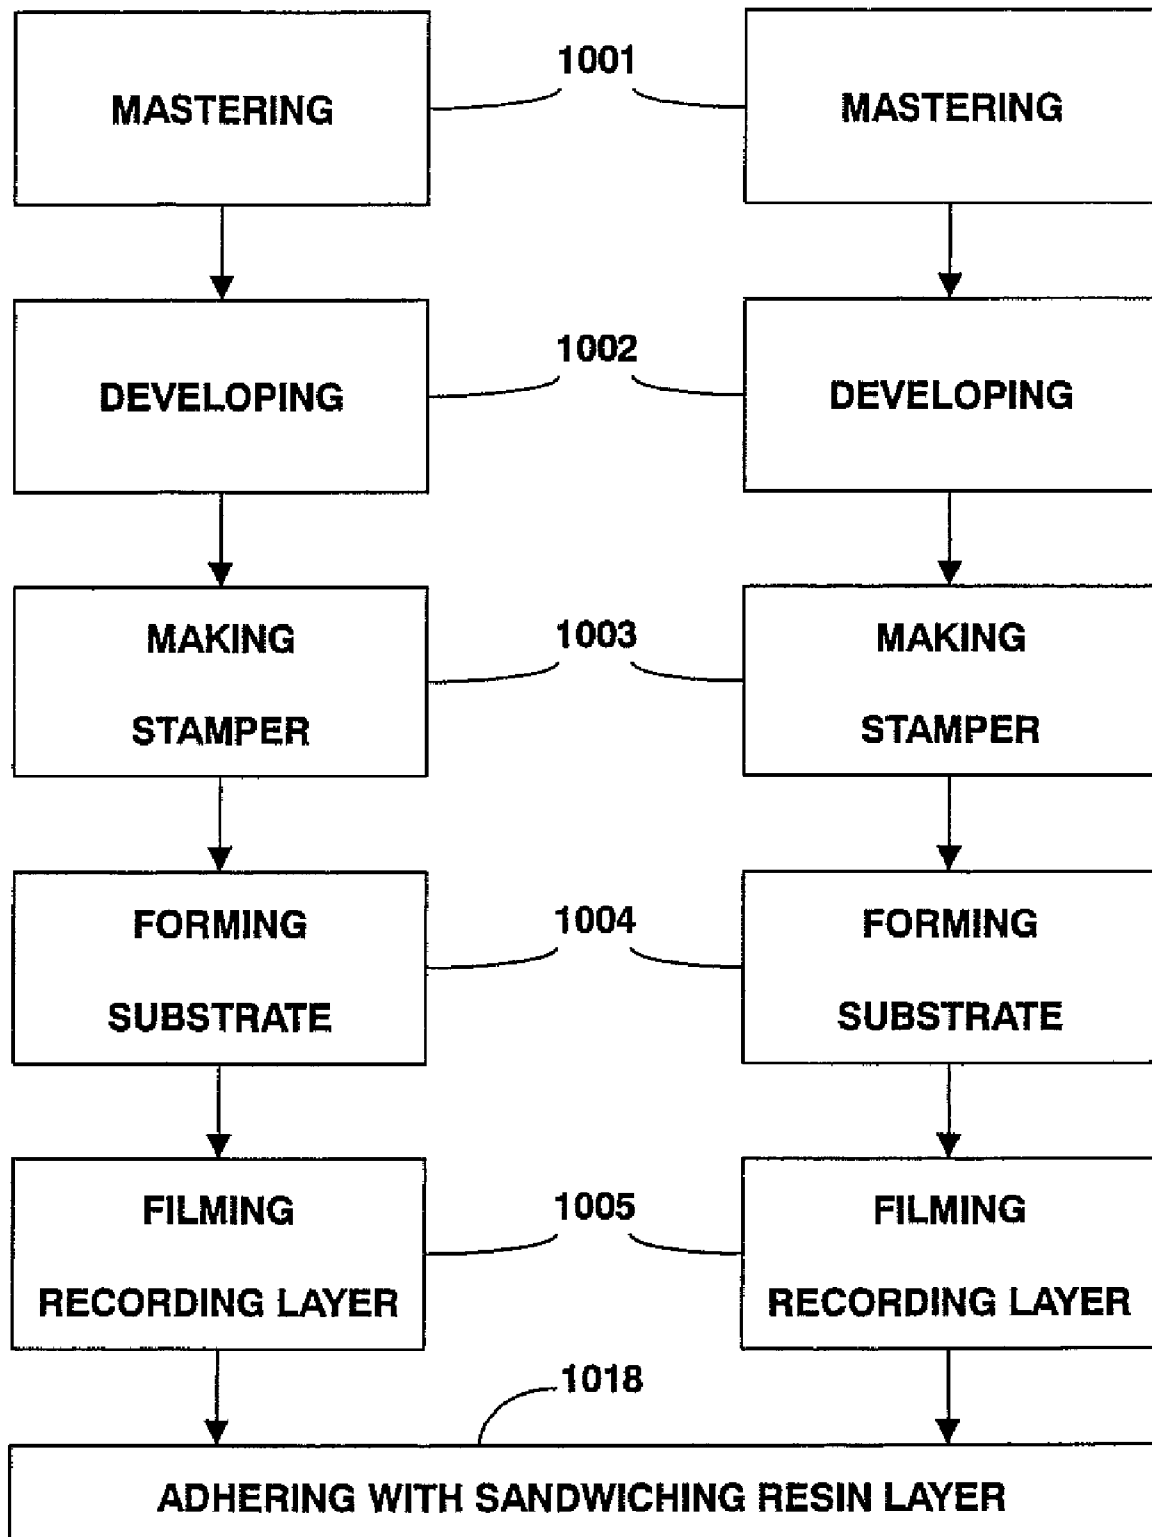 MASTERING
1001
MASTERING
DEVELOPING
1002
DEVELOPING
MAKING
STAMPER
1003
MAKING
STAMPER
FORMING
SUBSTRATE
1004
FORMING
SUBSTRATE
FILMING
RECORDING LAYER
1005
FILMING
RECORDING LAYER
1018
ADHERING WITH SANDWICHING RESIN LAYER